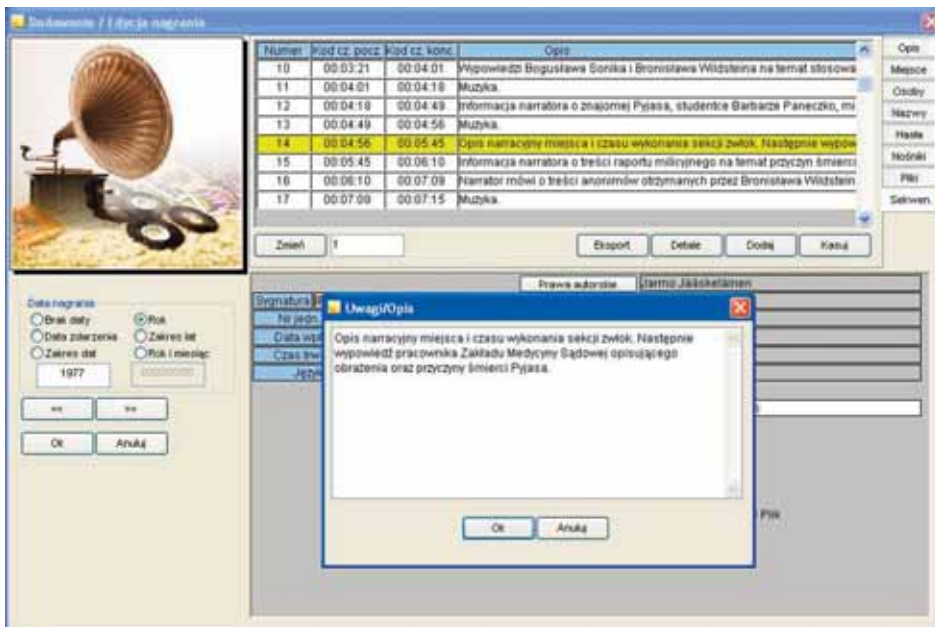 Dodawanie / Edycja nagrania
Numer Kod cz. pocz. Kod cz. konc. Opis
10 00:03:21 00:04:01 Wypowiedzi Bogusława Sonika i Bronisława Wildsteina na temat stosowa
11 00:04:01 00:04:18 Muzyka.
12 00:04:18 00:04:49 Informacja narratora o znajomej Pyjasa, studentce Barbarze Paneczko, mi
13 00:04:49 00:04:56 Muzyka.
14 00:04:56 00:05:45 Opis narracyjny miejsca i czasu wykonania sekcji zwłok. Następnie wypow
15 00:05:45 00:06:10 Informacja narratora o treści raportu milicyjnego na temat przyczyn śmierci
16 00:06:10 00:07:09 Narrator mówi o treści anonimów otrzymanych przez Bronisława Wildstein
17 00:07:09 00:07:15 Muzyka.
Opis
Miejsce
Osoby
Nazwy
Hasła
Nośniki
Pliki
Sekwen.
Zmień 1 Eksport Detale Dodaj Kasuj
Prawa autorskie Jarmo Jääskeläinen
Sygnatura
Nr jedn.
Data
Czas
Data nagrania
Brak daty Rok
Data zdarzenia Zakres lat
Zakres dat Rok i miesiąc
1977
<< >>
Ok Anuluj
Uwagi/Opis
Opis narracyjny miejsca i czasu wykonania sekcji zwłok. Następnie
wypowiedź pracownika Zakładu Medycyny Sądowej opisującego
obrażenia oraz przyczyny śmierci Pyjasa.
Ok Anuluj
Plik